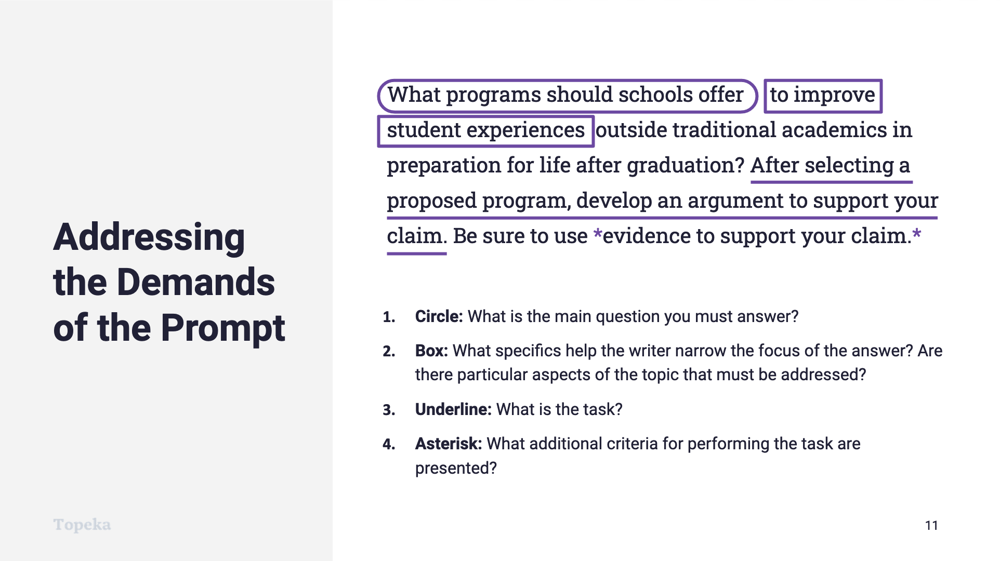 Addressing
the Demands
of the Prompt
What programs should schools offer to improve
student experiences outside traditional academics in
preparation for life after graduation? After selecting a
proposed program, develop an argument to support your
claim. Be sure to use *evidence to support your claim.*
1. Circle: What is the main question you must answer?
2. Box: What specifics help the writer narrow the focus of the answer? Are
there particular aspects of the topic that must be addressed?
3. Underline: What is the task?
4. Asterisk: What additional criteria for performing the task are
presented?
Topeka
11